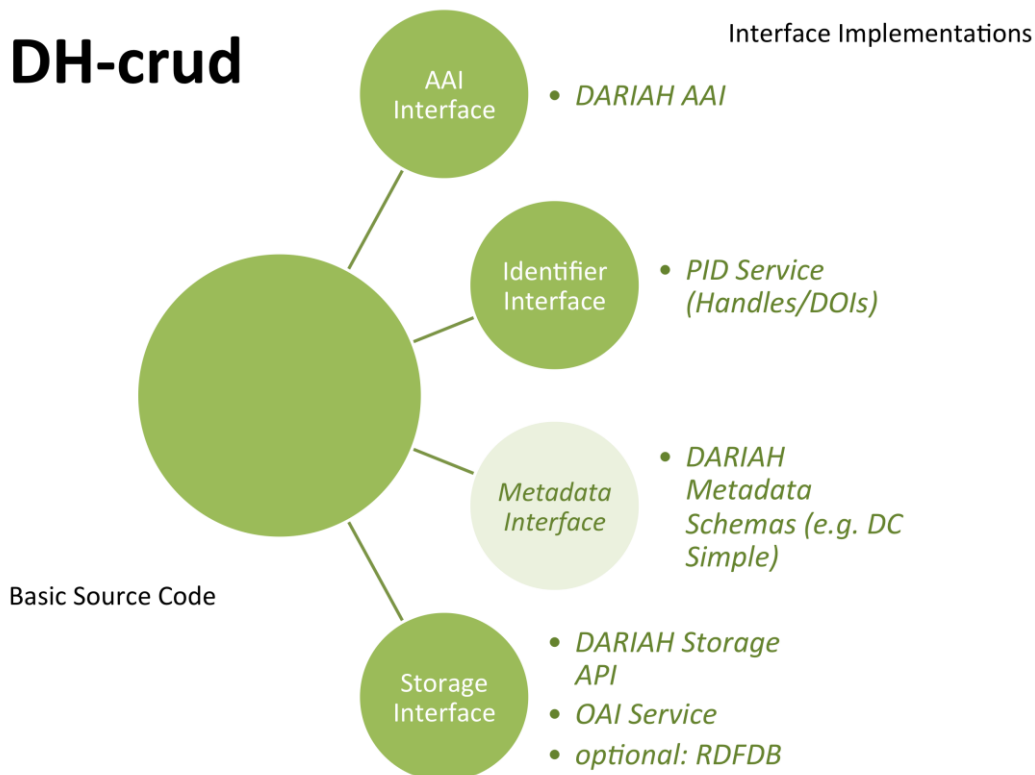 DH-crud
Interface Implementations
AAI
Interface
• DARIAH AAI
Identifier
Interface
• PID Service
(Handles/DOIs)
Metadata
Interface
• DARIAH
Metadata
Schemas (e.g. DC
Simple)
Basic Source Code
Storage
Interface
• DARIAH Storage
API
• OAI Service
• optional: RDFDB